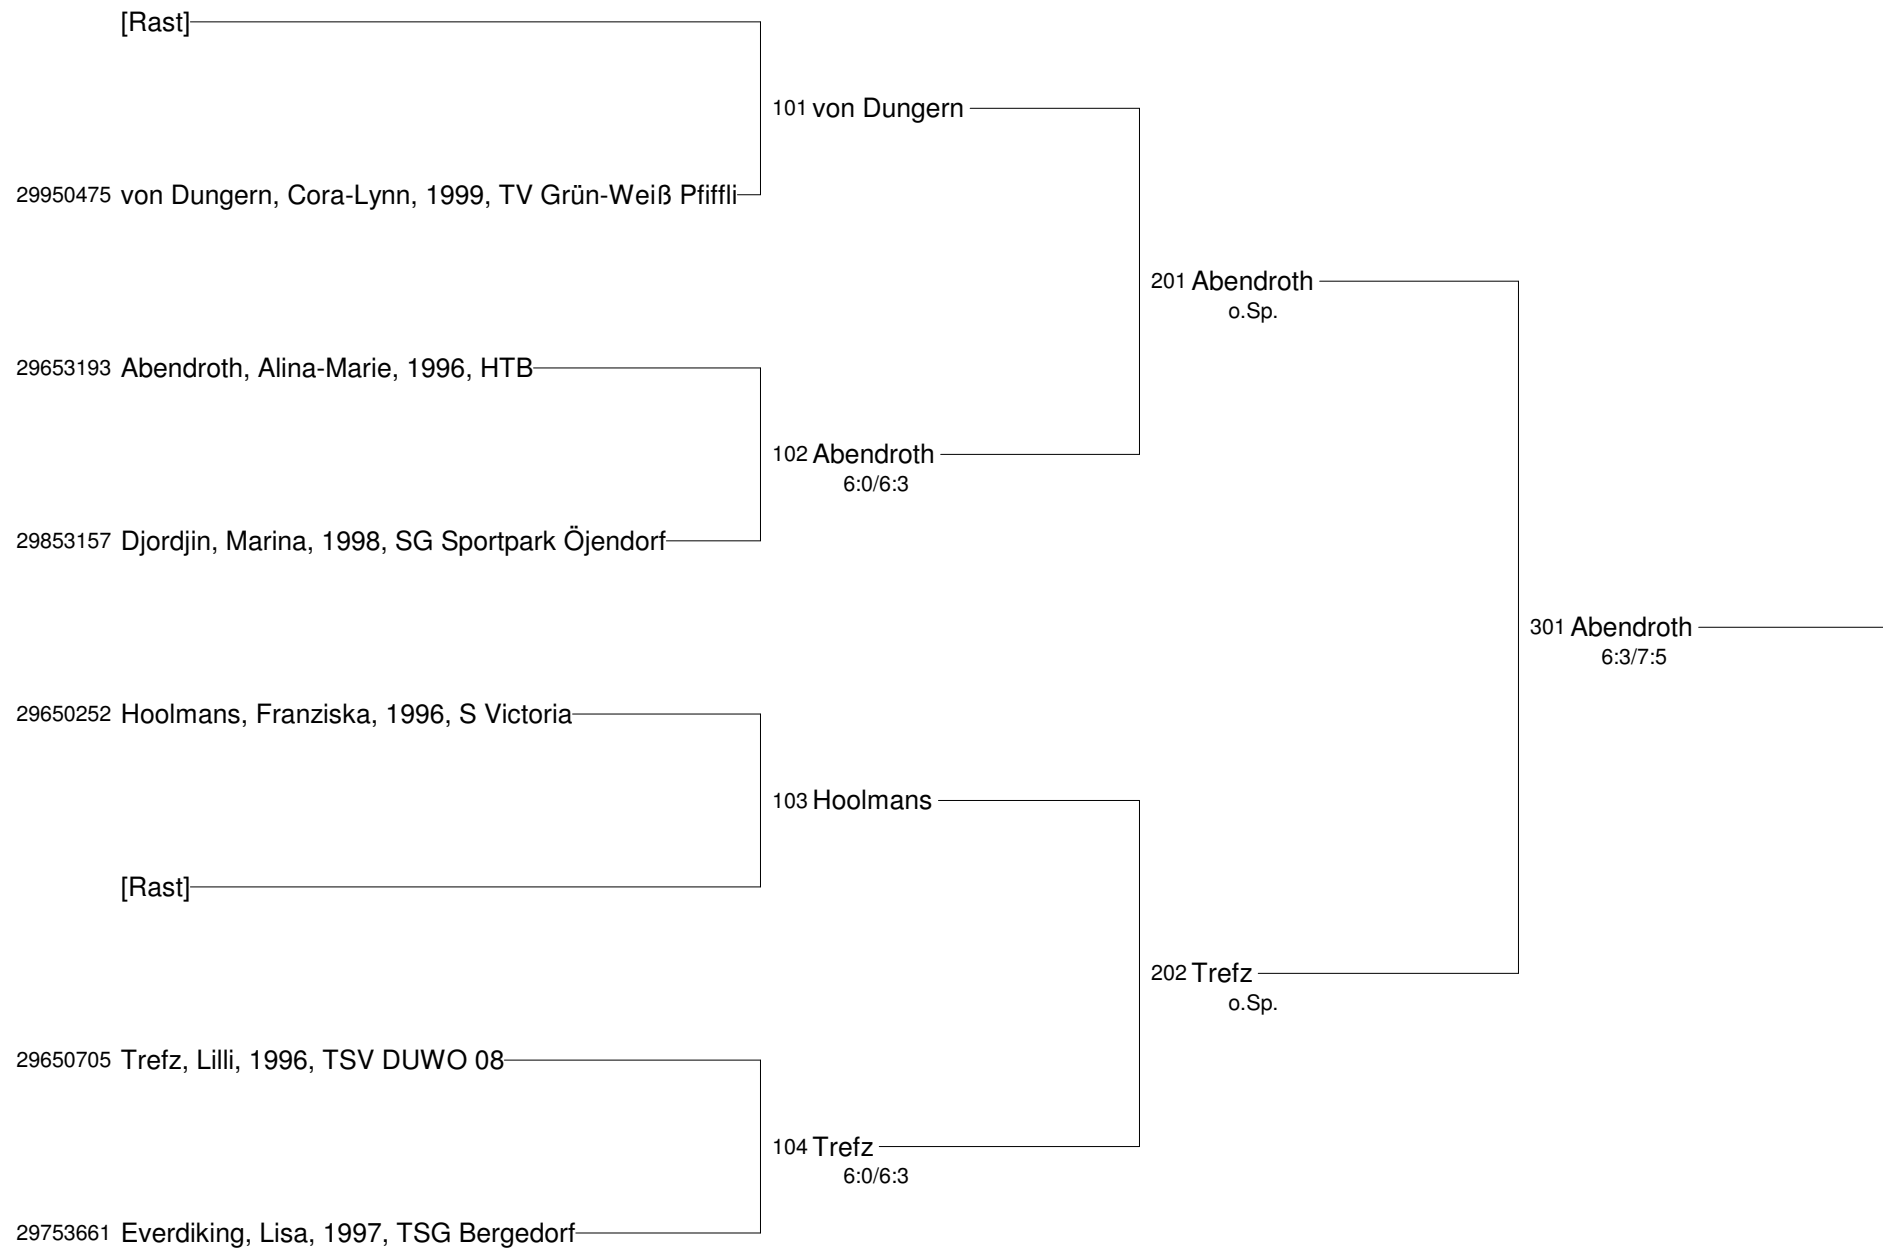 [Rast]
101 von Dungern
29950475 von Dungern, Cora-Lynn, 1999, TV Grün-Weiß Pfiffli
201 Abendroth
o.Sp.
29653193 Abendroth, Alina-Marie, 1996, HTB
102 Abendroth
6:0/6:3
29853157 Djordjin, Marina, 1998, SG Sportpark Öjendorf
301 Abendroth
6:3/7:5
29650252 Hoolmans, Franziska, 1996, S Victoria
103 Hoolmans
[Rast]
202 Trefz
o.Sp.
29650705 Trefz, Lilli, 1996, TSV DUWO 08
104 Trefz
6:0/6:3
29753661 Everdiking, Lisa, 1997, TSG Bergedorf